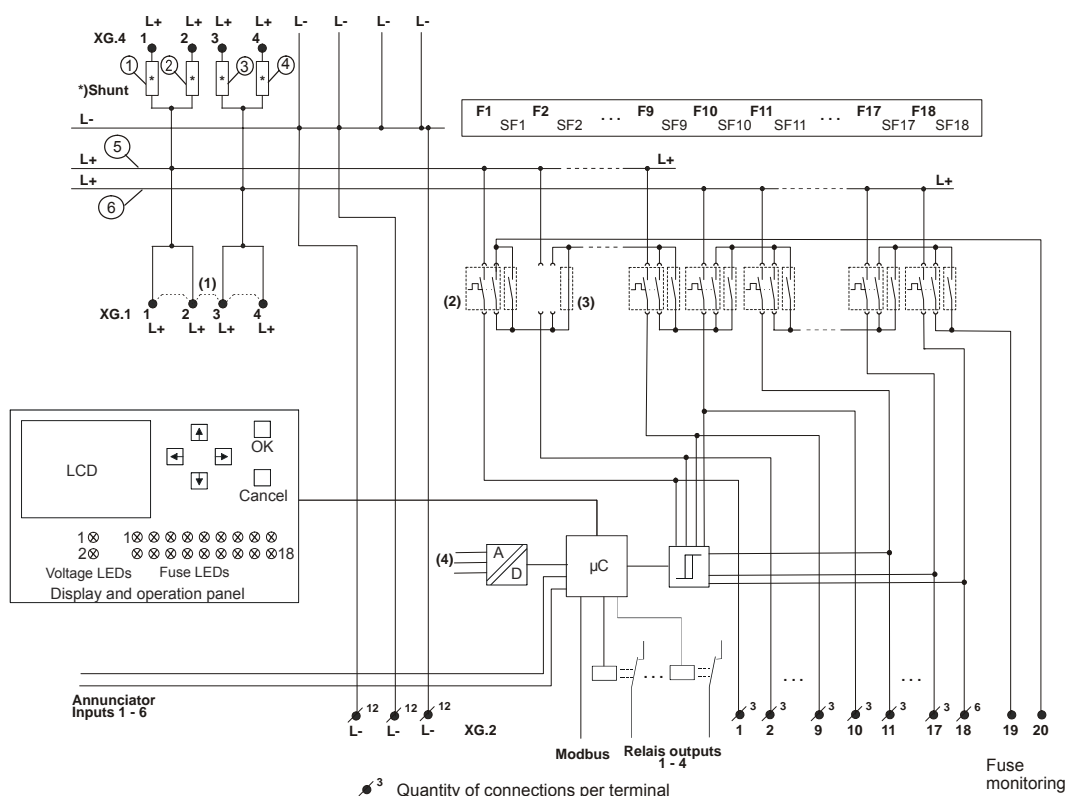 L+ L+ L+ L+ L- L- L- L-
XG.4 1 2 3 4
1 2 3 4
* * * *
*)Shunt
L-
F1 F2 ... F9 F10 F11 ... F17 F18
SF1 SF2 SF9 SF10 SF11 SF17 SF18
5
L+ L+
L+ L+
6
(1)
(2) (3)
XG.1 1 2 3 4
L+ L+ L+ L+
LCD
OK
Cancel
1 1
2 18
Voltage LEDs Fuse LEDs
Display and operation panel
(4) A
D
µC
Annunciator
Inputs 1 - 6
... ... ...
12 12 12
L- L- L- XG.2
Modbus
Relais outputs
1 - 4
3 3 3 3 3 3 6
1 2 9 10 11 17 18 19 20
Fuse
monitoring
3 Quantity of connections per terminal